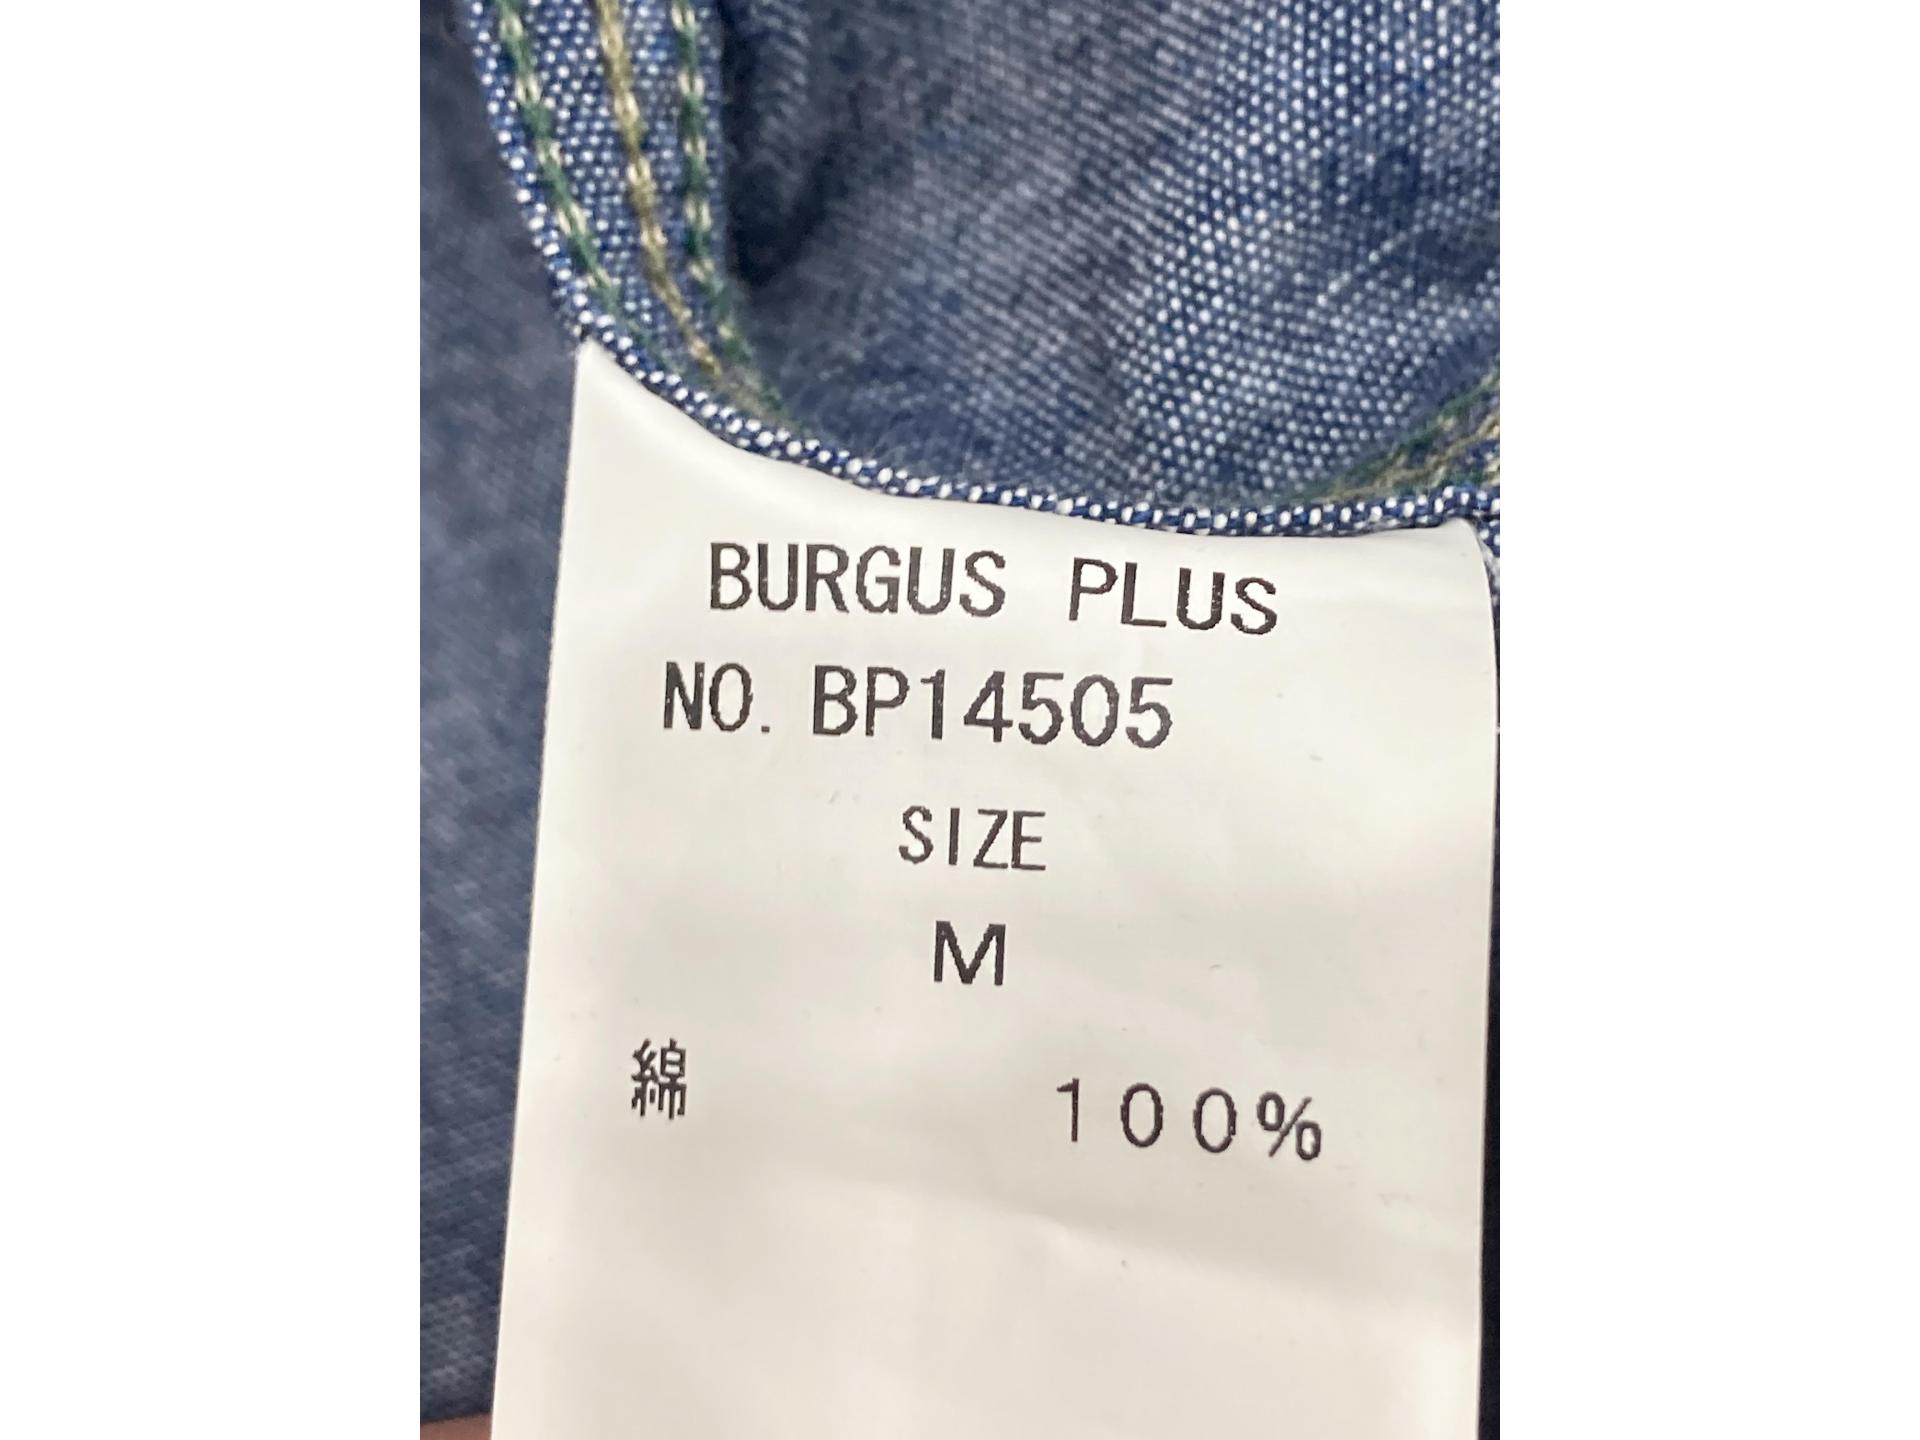 BURGUS PLUS
NO. BP14505
SIZE
M
綿 100%